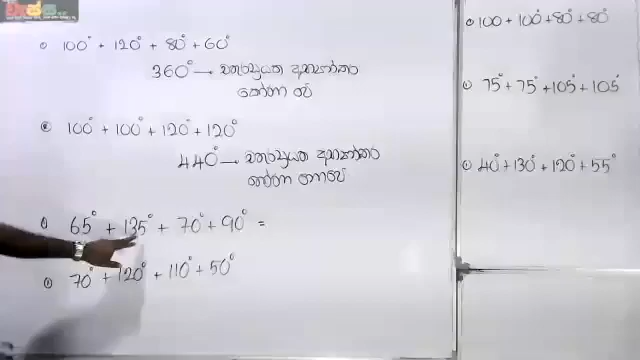 100° + 120° + 80° + 60°
360° → චතුරස්‍රයක අභ්‍යන්තර
කෝණ වේ
100° + 100° + 120° + 120°
440° → චතුරස්‍රයක අභ්‍යන්තර
කෝණ නොවේ
65° + 135° + 70° + 90° =
70° + 120° + 110° + 50°
100 + 100° + 80° + 80°
75° + 75° + 105° + 105°
40° + 130° + 120° + 55°